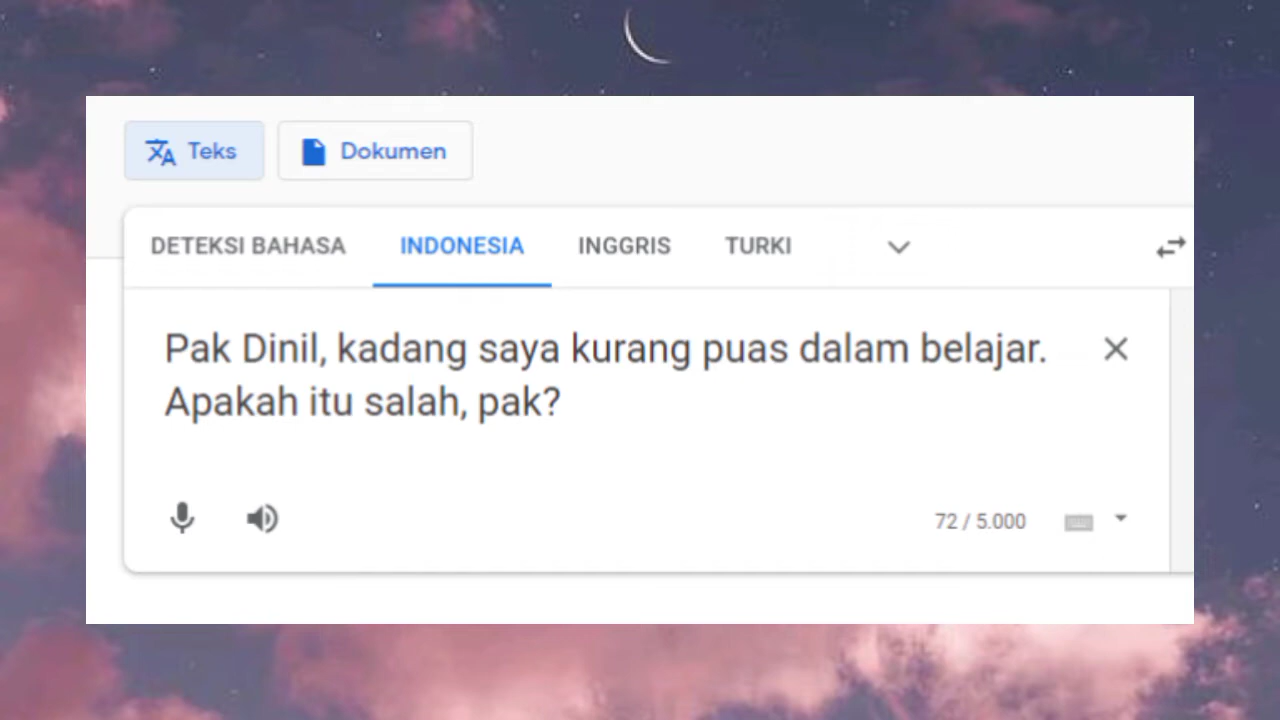 Teks Dokumen
DETEKSI BAHASA INDONESIA INGGRIS TURKI
Pak Dinil, kadang saya kurang puas dalam belajar.
Apakah itu salah, pak?
72 / 5.000